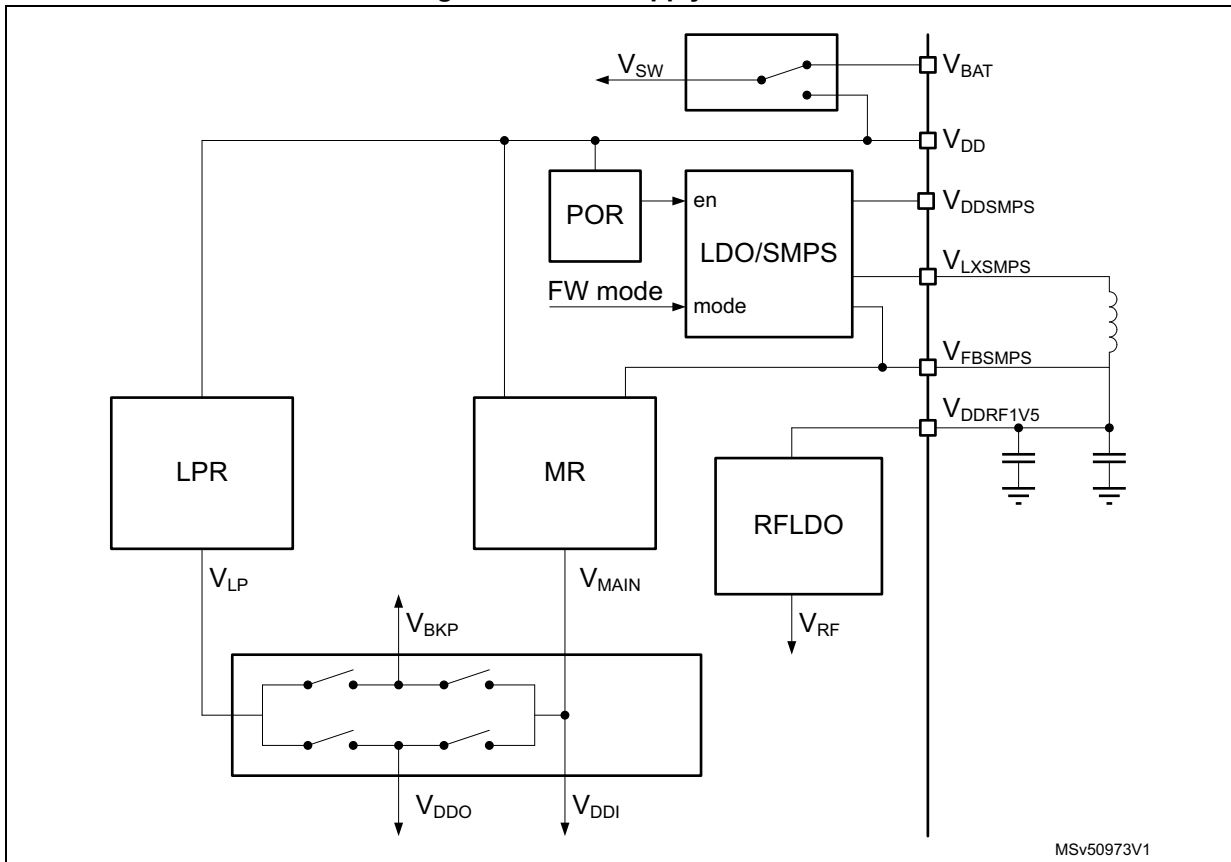 V_SW
V_BAT
V_DD
POR
en
LDO/SMPS
V_DDSMPS
FW mode
mode
V_LXSMPS
V_FBSMPS
V_DDRF1V5
LPR
MR
RFLDO
V_LP
V_MAIN
V_BKP
V_RF
V_DDO
V_DDI
MSv50973V1